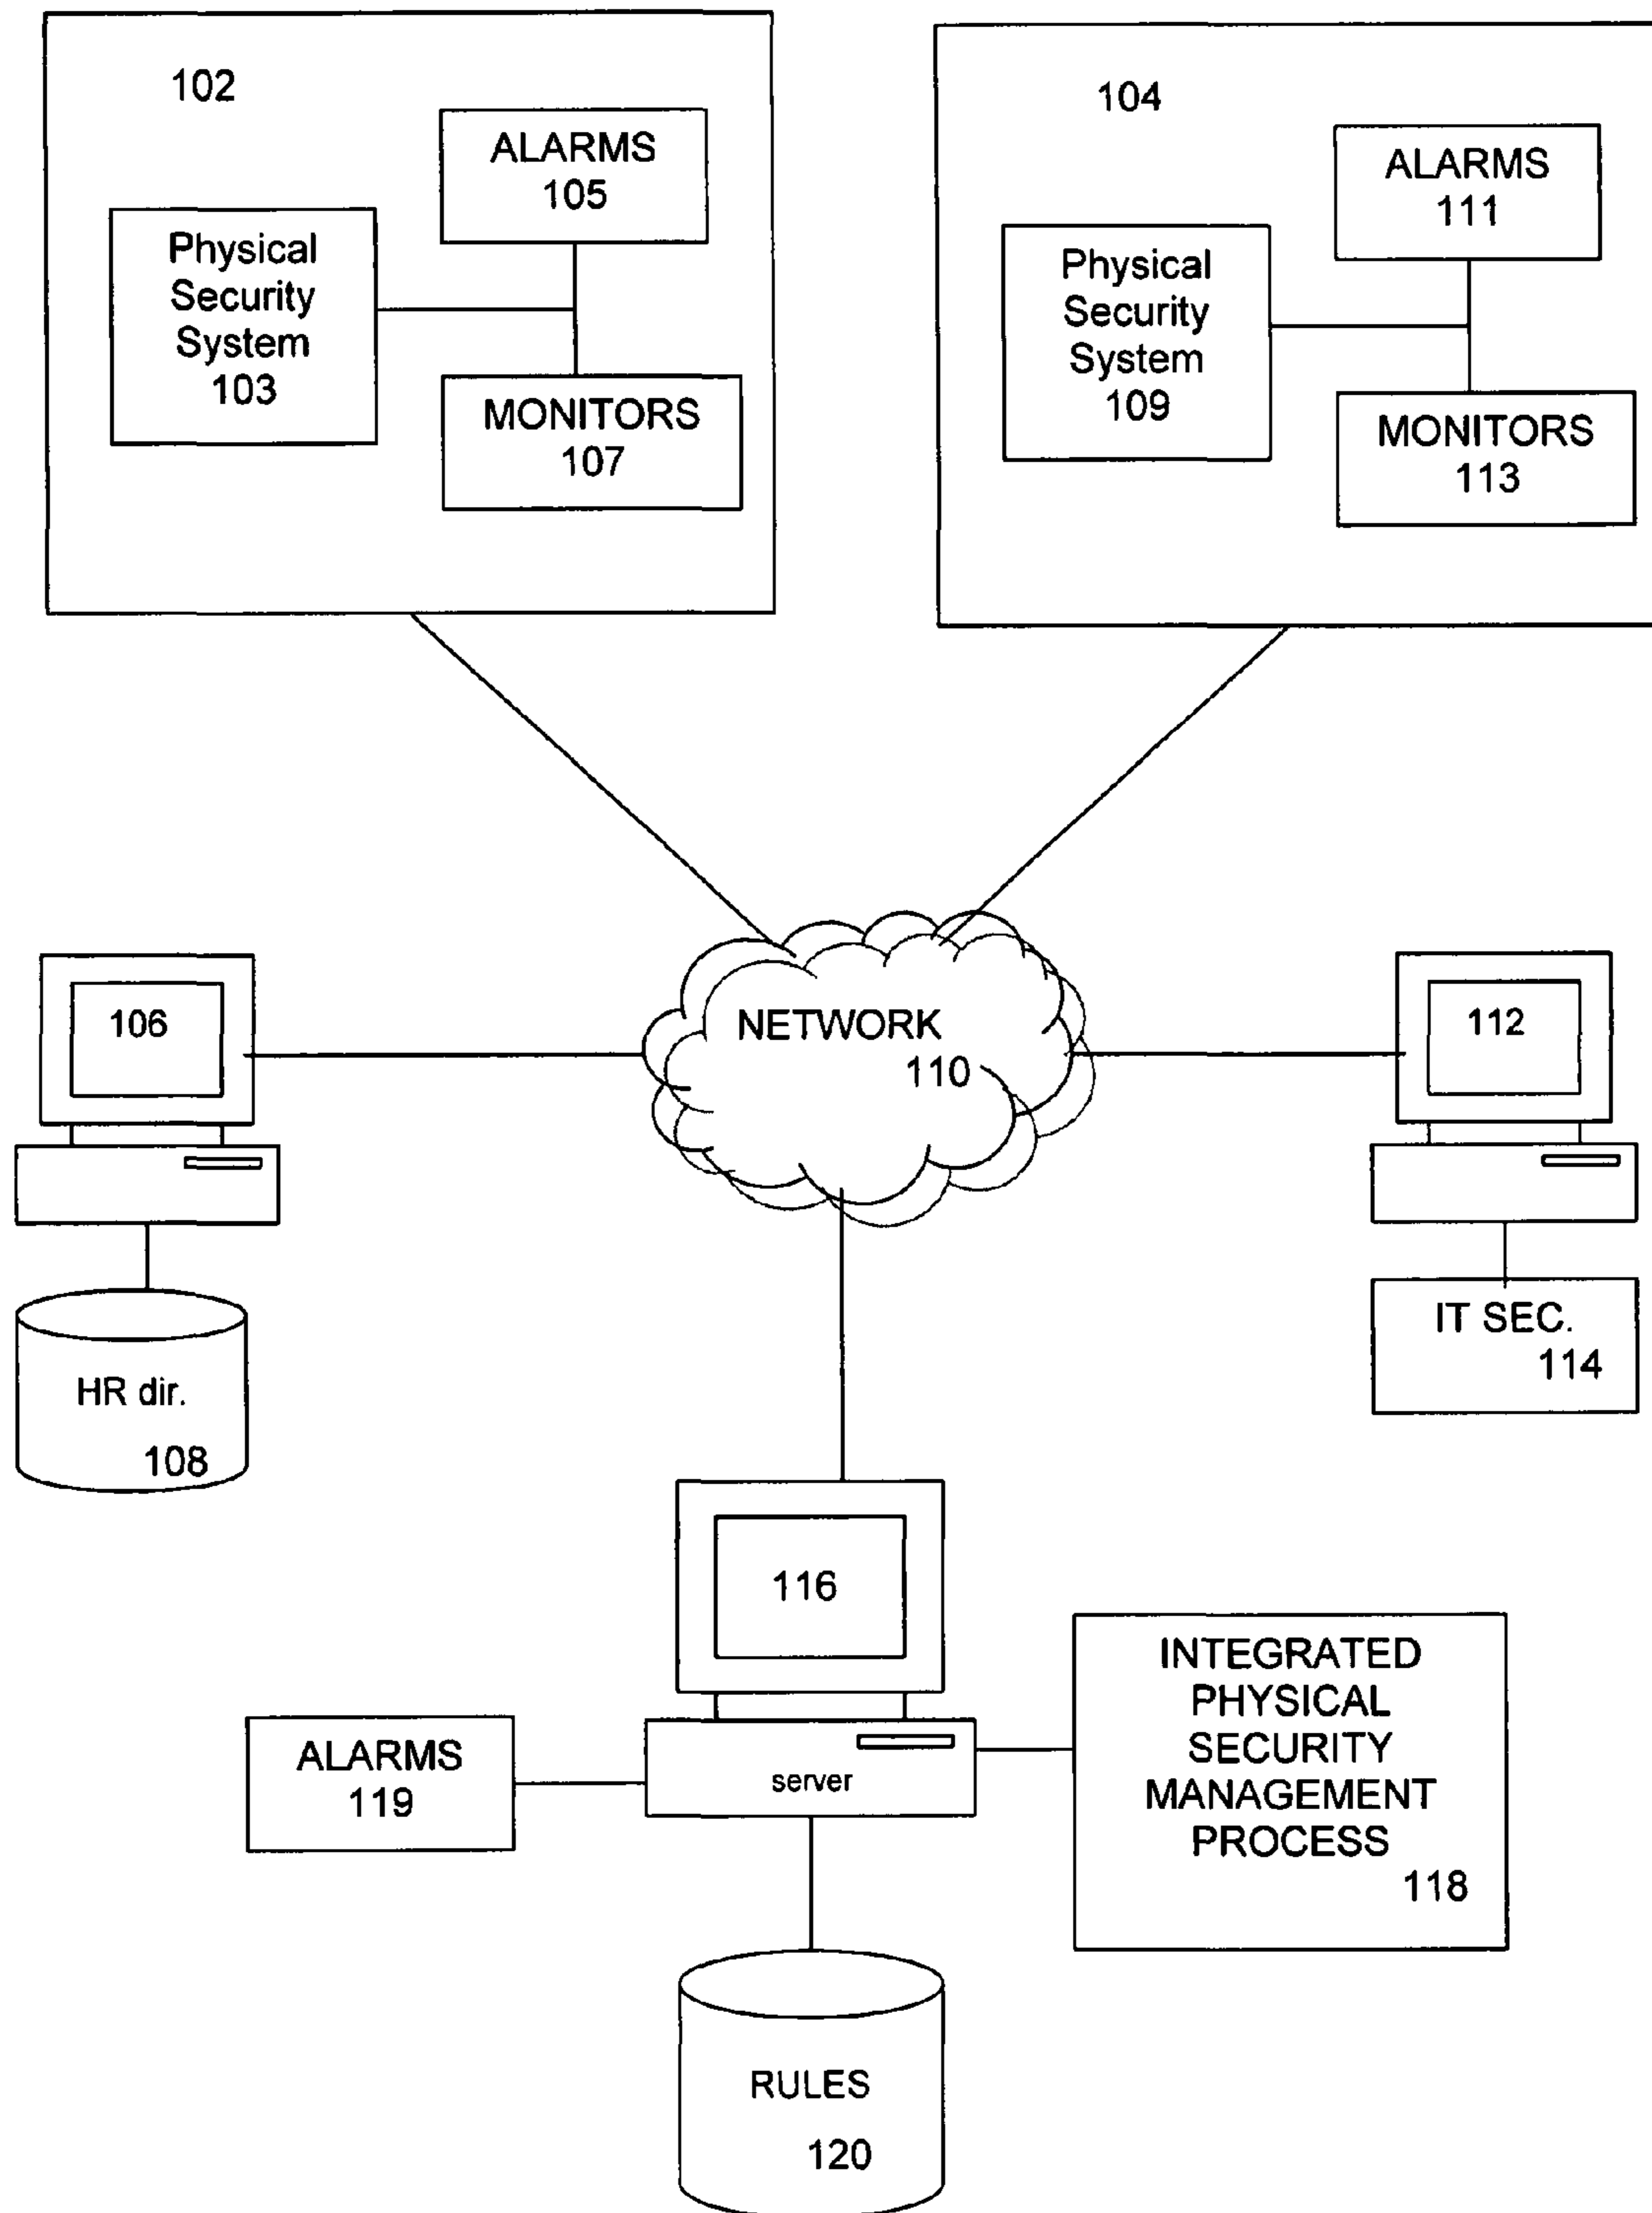 102
ALARMS
105
Physical
Security
System
103
MONITORS
107
104
ALARMS
111
Physical
Security
System
109
MONITORS
113
106
NETWORK
110
112
HR dir.
108
IT SEC.
114
116
server
ALARMS
119
INTEGRATED
PHYSICAL
SECURITY
MANAGEMENT
PROCESS
118
RULES
120